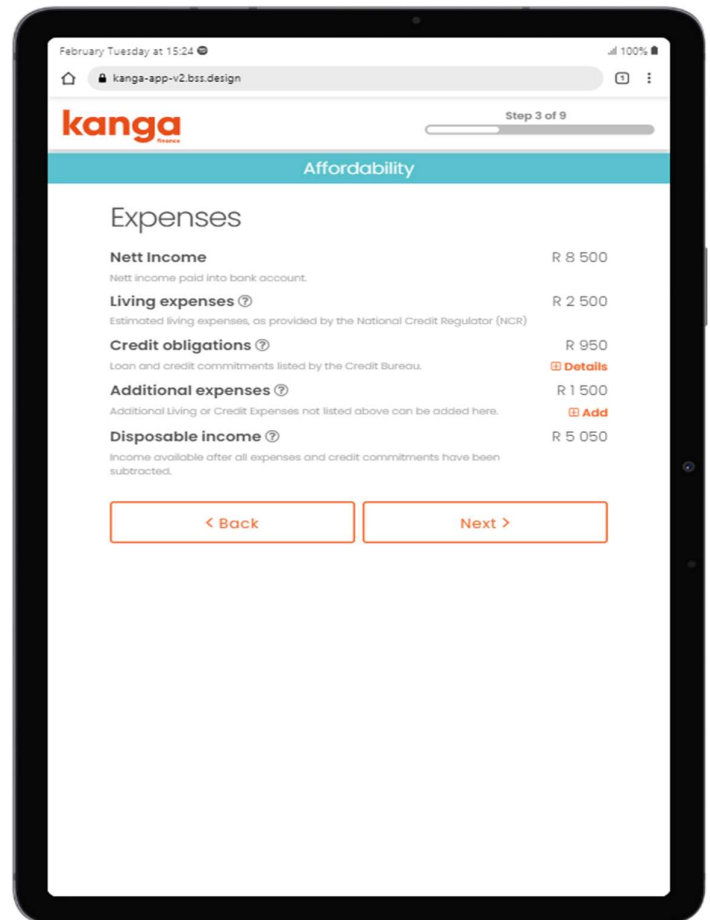 February Tuesday at 15:24
100%
kanga-app-v2.bss.design
1
kanga
finance
Step 3 of 9
Affordability
Expenses
Nett Income R 8 500
Nett income paid into bank account.
Living expenses ? R 2 500
Estimated living expenses, as provided by the National Credit Regulator (NCR)
Credit obligations ? R 950
Loan and credit commitments listed by the Credit Bureau. Details
Additional expenses ? R 1 500
Additional Living or Credit Expenses not listed above can be added here. Add
Disposable income ? R 5 050
Income available after all expenses and credit commitments have been
subtracted.
< Back Next >